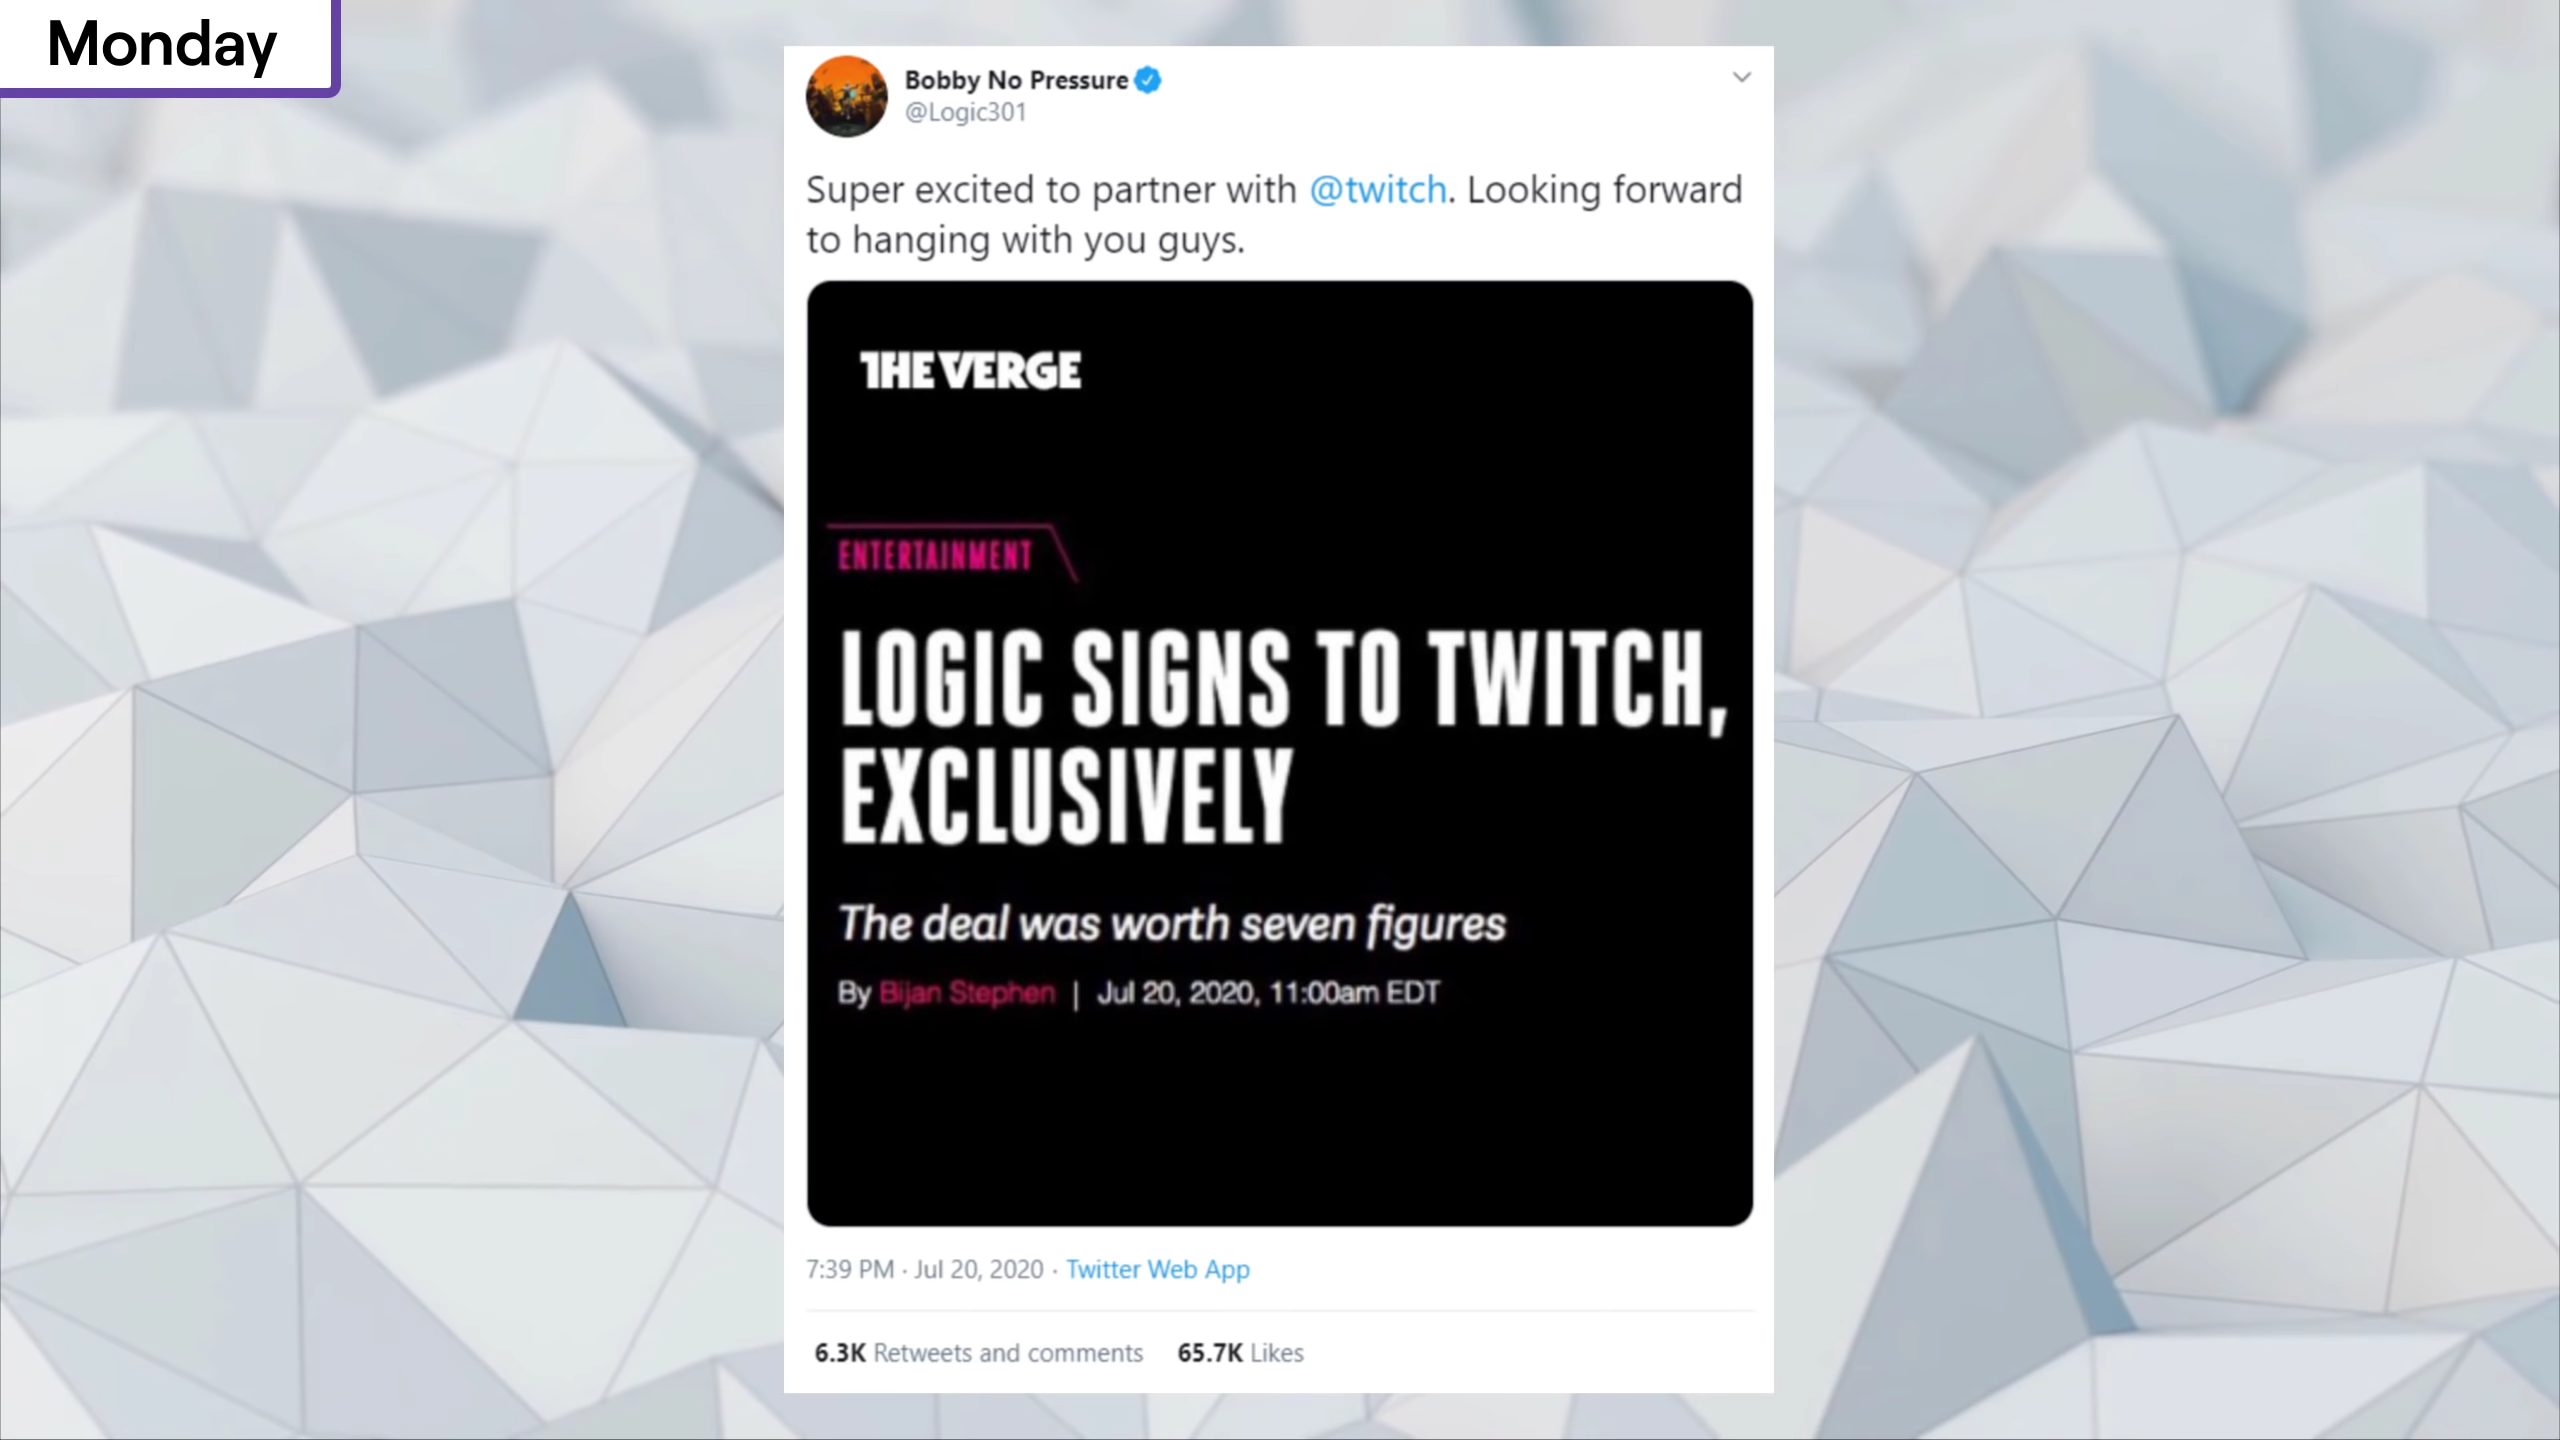 Monday
Bobby No Pressure
@Logic301
Super excited to partner with @twitch. Looking forward
to hanging with you guys.
THE VERGE
ENTERTAINMENT
LOGIC SIGNS TO TWITCH,
EXCLUSIVELY
The deal was worth seven figures
By Bijan Stephen | Jul 20, 2020, 11:00am EDT
7:39 PM · Jul 20, 2020 · Twitter Web App
6.3K Retweets and comments 65.7K Likes